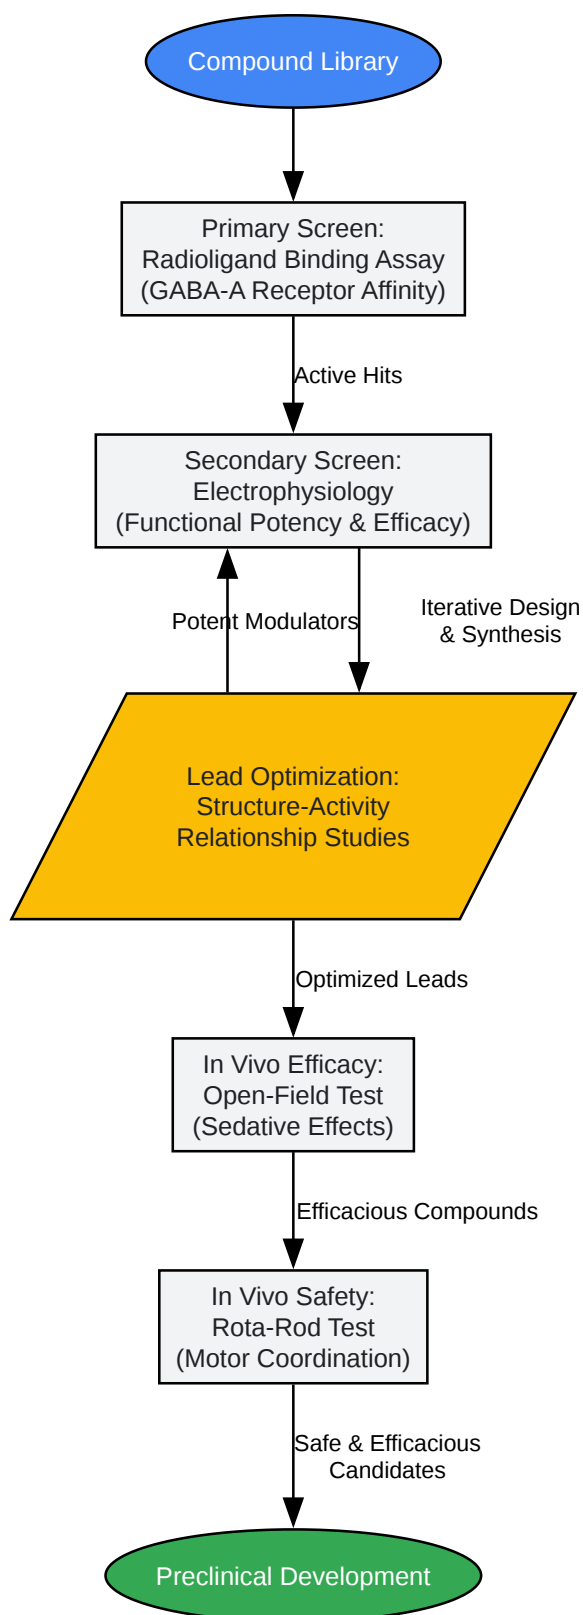 Compound Library
Primary Screen:
Radioligand Binding Assay
(GABA-A Receptor Affinity)
Active Hits
Secondary Screen:
Electrophysiology
(Functional Potency & Efficacy)
Potent Modulators
Iterative Design
& Synthesis
Lead Optimization:
Structure-Activity
Relationship Studies
Optimized Leads
In Vivo Efficacy:
Open-Field Test
(Sedative Effects)
Efficacious Compounds
In Vivo Safety:
Rota-Rod Test
(Motor Coordination)
Safe & Efficacious
Candidates
Preclinical Development